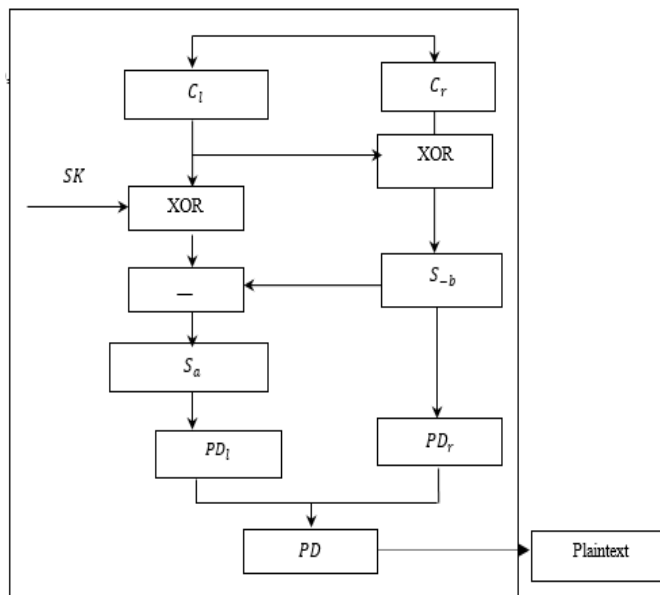 C_l
C_r
XOR
SK
XOR
S_{-b}
—
S_a
PD_l
PD_r
PD
Plaintext